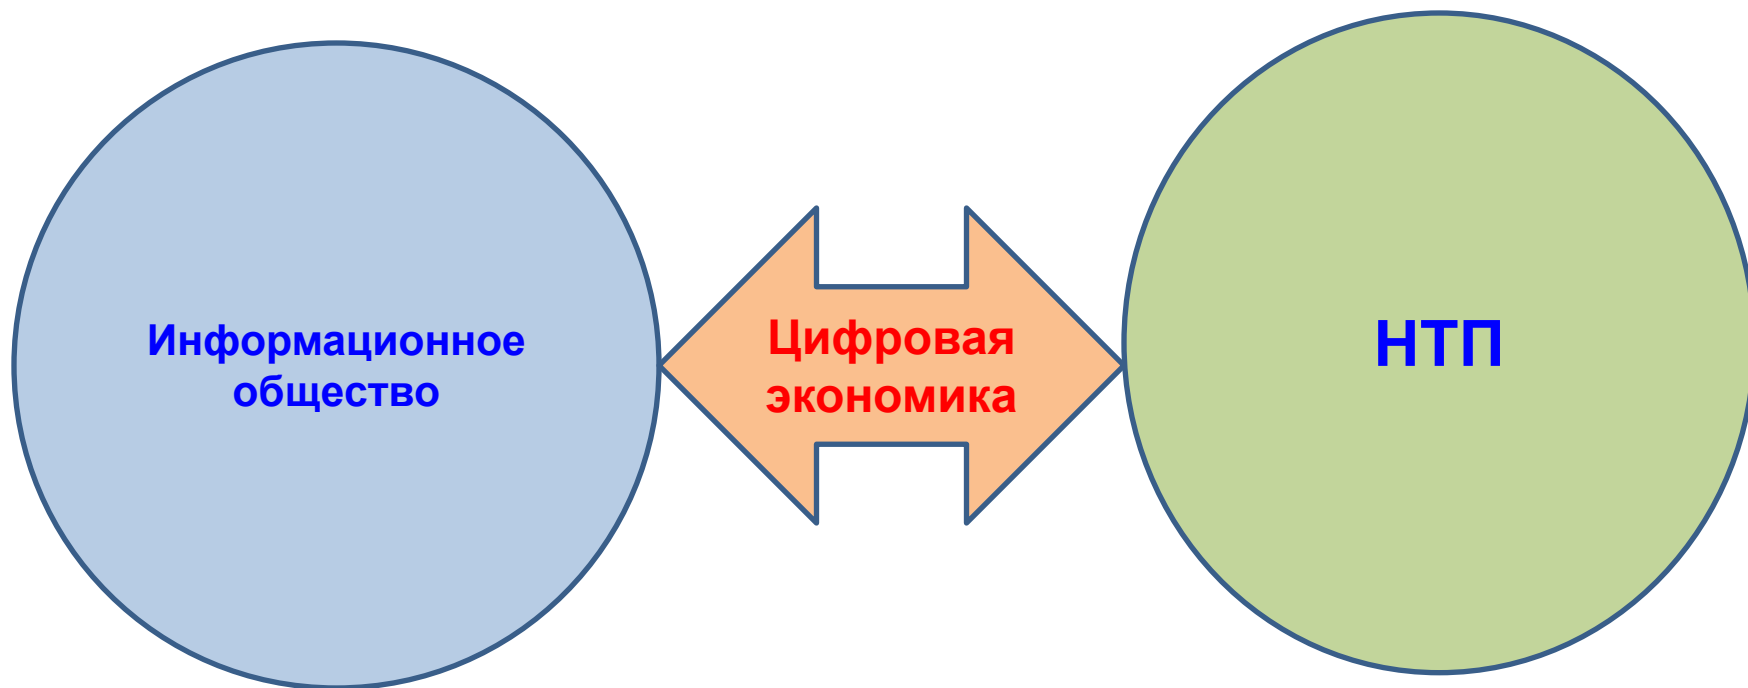 Информационное
общество
Цифровая
экономика
НТП